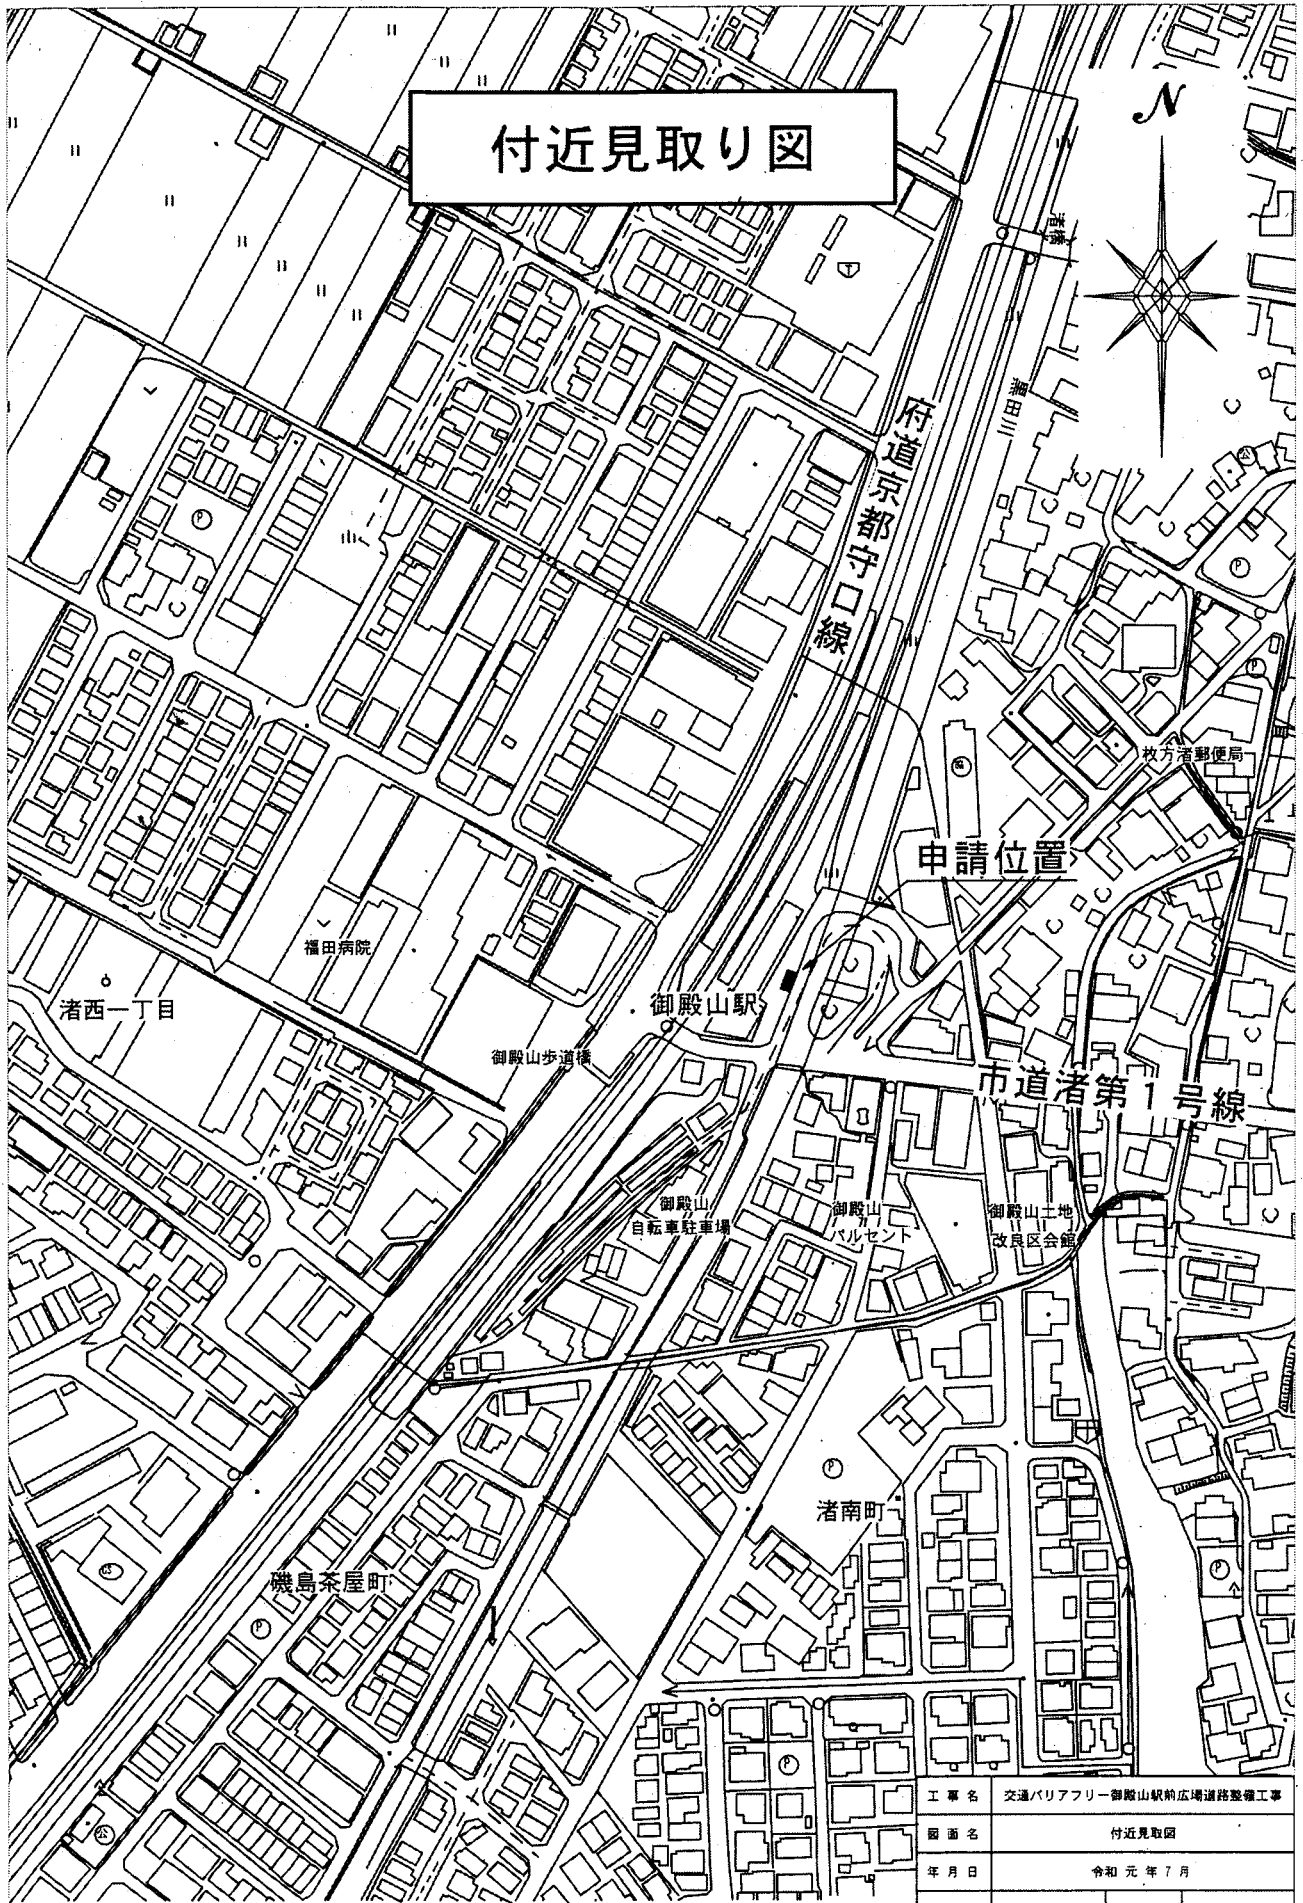 付近見取り図
N
渚橋
黒田川
府道京都守口線
枚方渚郵便局
申請位置
福田病院
渚西一丁目
御殿山駅
御殿山歩道橋
市道渚第1号線
御殿山
自転車駐車場
御殿山
パルセント
御殿山土地
改良区会館
渚南町
磯島茶屋町
工事名 交通バリアフリー御殿山駅前広場道路整備工事
図面名 付近見取図
年月日 令和元年7月